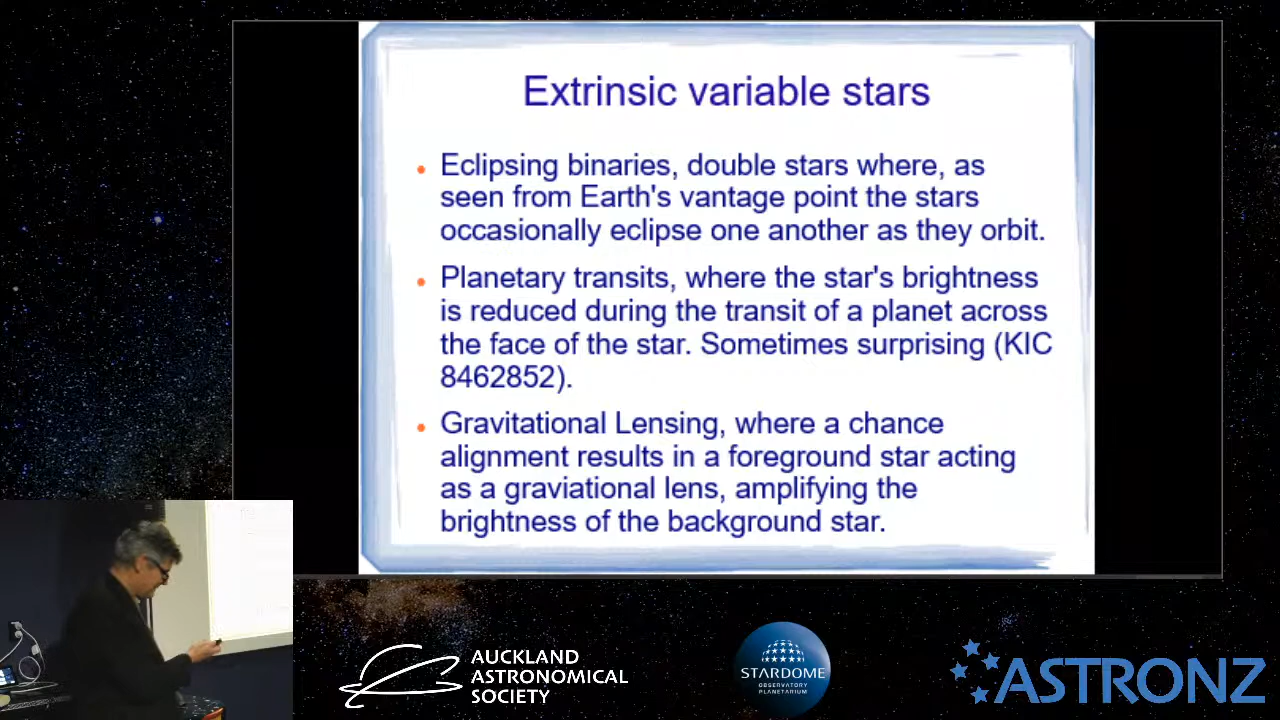 Extrinsic variable stars
• Eclipsing binaries, double stars where, as
seen from Earth's vantage point the stars
occasionally eclipse one another as they orbit.
• Planetary transits, where the star's brightness
is reduced during the transit of a planet across
the face of the star. Sometimes surprising (KIC
8462852).
• Gravitational Lensing, where a chance
alignment results in a foreground star acting
as a graviational lens, amplifying the
brightness of the background star.
AUCKLAND
ASTRONOMICAL
SOCIETY
STARDOME
OBSERVATORY
PLANETARIUM
ASTRONZ